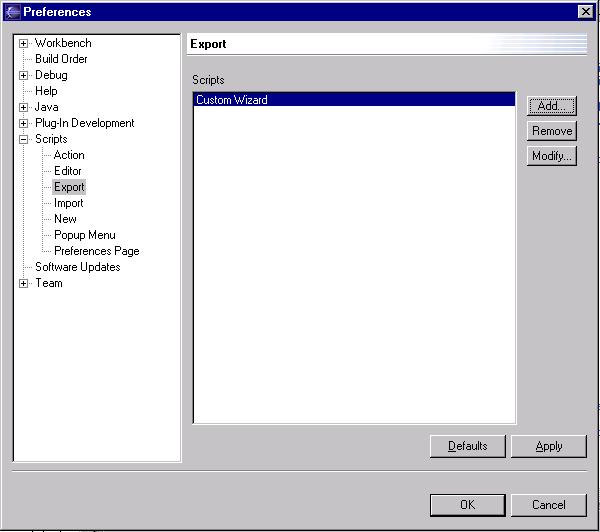 Preferences
Workbench
Build Order
Debug
Help
Java
Plug-In Development
Scripts
Action
Editor
Export
Import
New
Popup Menu
Preferences Page
Software Updates
Team
Export
Scripts
Custom Wizard
Add...
Remove
Modify...
Defaults
Apply
OK
Cancel